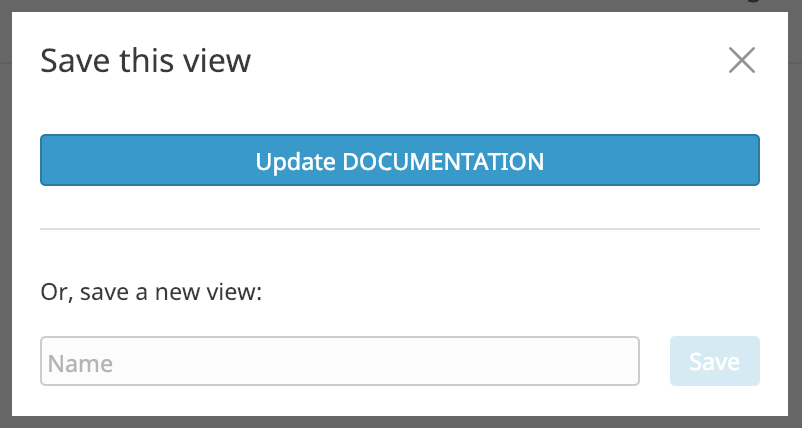 Save this view
Update DOCUMENTATION
Or, save a new view:
Name
Save